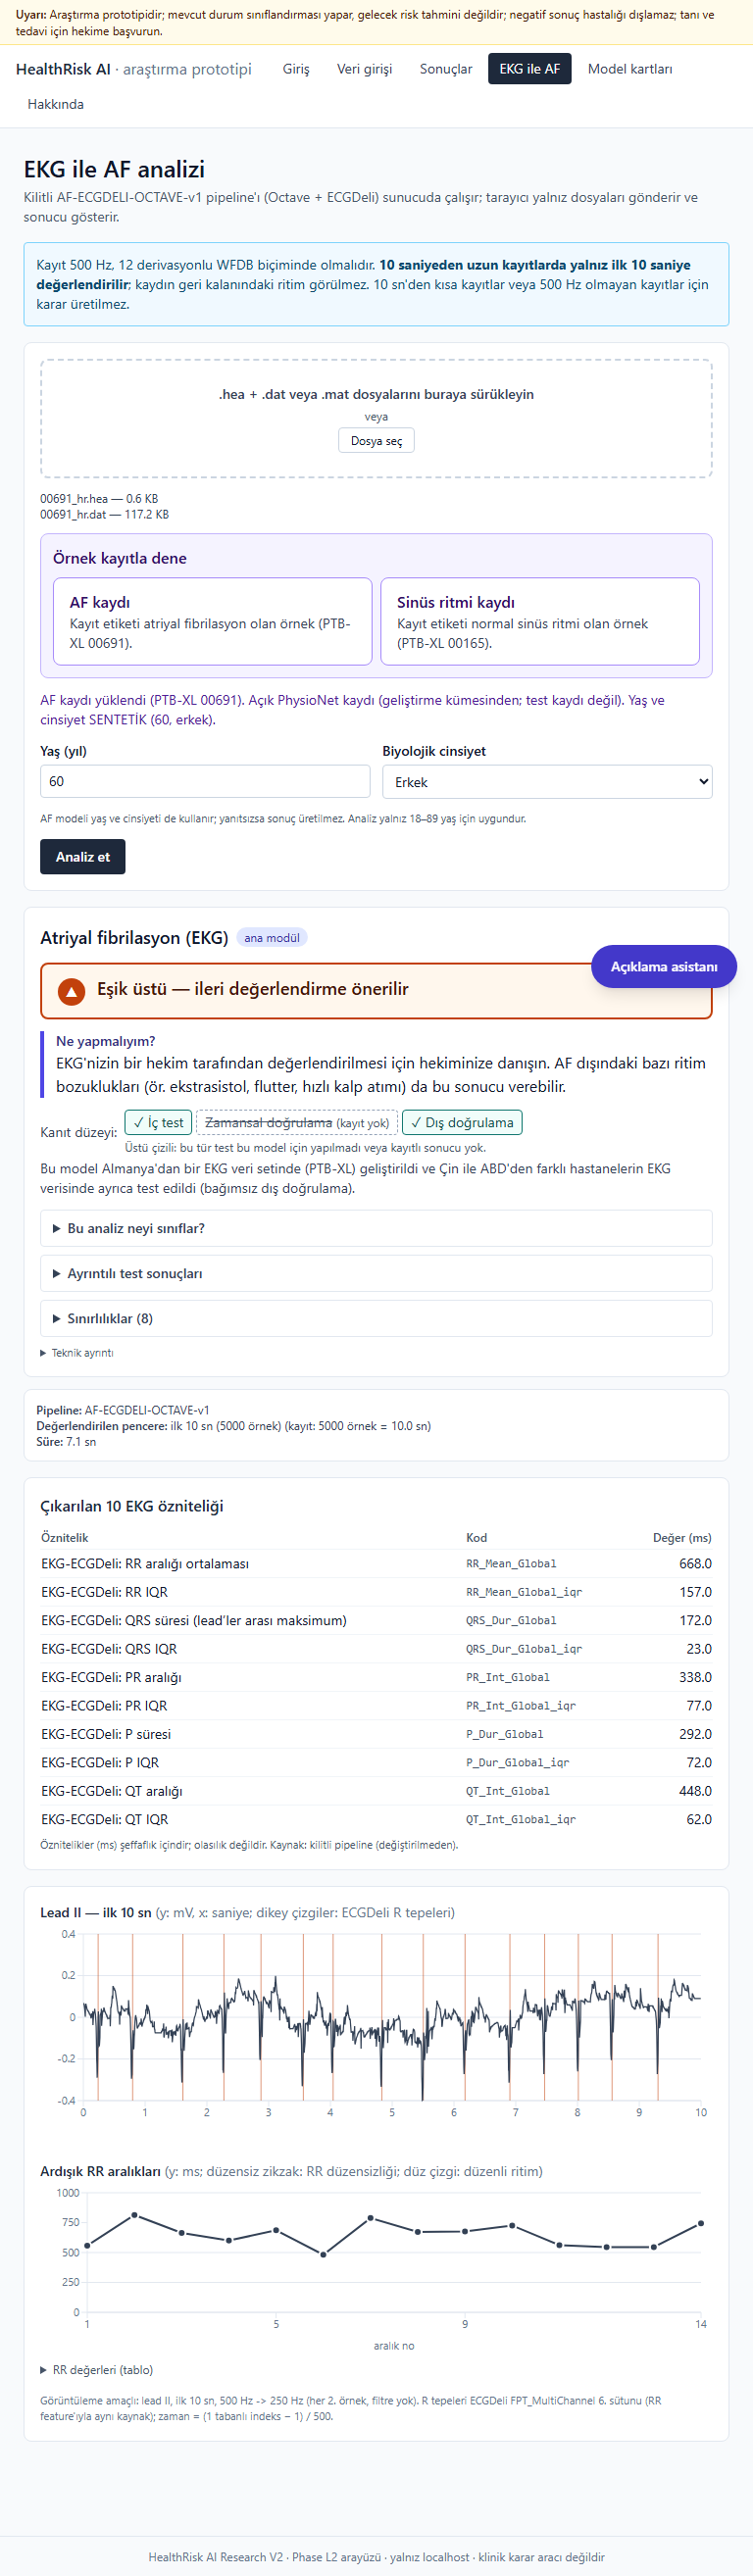 Uyarı: Araştırma prototipidir; mevcut durum sınıflandırması yapar, gelecek risk tahmini değildir; negatif sonuç hastalığı dışlamaz; tanı ve
tedavi için hekime başvurun.
HealthRisk AI · araştırma prototipi
Giriş
Veri girişi
Sonuçlar
EKG ile AF
Model kartları
Hakkında
EKG ile AF analizi
Kilitli AF-ECGDELI-OCTAVE-v1 pipeline'ı (Octave + ECGDeli) sunucuda çalışır; tarayıcı yalnız dosyaları gönderir ve
sonucu gösterir.
Kayıt 500 Hz, 12 derivasyonlu WFDB biçiminde olmalıdır. 10 saniyeden uzun kayıtlarda yalnız ilk 10 saniye
değerlendirilir; kaydın geri kalanındaki ritim görülmez. 10 sn'den kısa kayıtlar veya 500 Hz olmayan kayıtlar için
karar üretilmez.
.hea + .dat veya .mat dosyalarını buraya sürükleyin
veya
Dosya seç
00691_hr.hea — 0.6 KB
00691_hr.dat — 117.2 KB
Örnek kayıtla dene
AF kaydı
Kayıt etiketi atriyal fibrilasyon olan örnek (PTB-
XL 00691).
Sinüs ritmi kaydı
Kayıt etiketi normal sinüs ritmi olan örnek
(PTB-XL 00165).
AF kaydı yüklendi (PTB-XL 00691). Açık PhysioNet kaydı (geliştirme kümesinden; test kaydı değil). Yaş ve
cinsiyet SENTETİK (60, erkek).
Yaş (yıl)
Biyolojik cinsiyet
60
Erkek
AF modeli yaş ve cinsiyeti de kullanır; yanıtsızsa sonuç üretilmez. Analiz yalnız 18–89 yaş için uygundur.
Analiz et
Atriyal fibrilasyon (EKG) ana modül
Açıklama asistanı
▲ Eşik üstü — ileri değerlendirme önerilir
Ne yapmalıyım?
EKG'nizin bir hekim tarafından değerlendirilmesi için hekiminize danışın. AF dışındaki bazı ritim
bozuklukları (ör. ekstrasistol, flutter, hızlı kalp atımı) da bu sonucu verebilir.
Kanıt düzeyi: ✓ İç test Zamansal doğrulama (kayıt yok) ✓ Dış doğrulama
Üstü çizili: bu tür test bu model için yapılmadı veya kayıtlı sonucu yok.
Bu model Almanya'dan bir EKG veri setinde (PTB-XL) geliştirildi ve Çin ile ABD'den farklı hastanelerin EKG
verisinde ayrıca test edildi (bağımsız dış doğrulama).
▶ Bu analiz neyi sınıflar?
▶ Ayrıntılı test sonuçları
▶ Sınırlılıklar (8)
▶ Teknik ayrıntı
Pipeline: AF-ECGDELI-OCTAVE-v1
Değerlendirilen pencere: ilk 10 sn (5000 örnek) (kayıt: 5000 örnek = 10.0 sn)
Süre: 7.1 sn
Çıkarılan 10 EKG özniteliği
Öznitelik Kod Değer (ms)
EKG-ECGDeli: RR aralığı ortalaması RR_Mean_Global 668.0
EKG-ECGDeli: RR IQR RR_Mean_Global_iqr 157.0
EKG-ECGDeli: QRS süresi (lead'ler arası maksimum) QRS_Dur_Global 172.0
EKG-ECGDeli: QRS IQR QRS_Dur_Global_iqr 23.0
EKG-ECGDeli: PR aralığı PR_Int_Global 338.0
EKG-ECGDeli: PR IQR PR_Int_Global_iqr 77.0
EKG-ECGDeli: P süresi P_Dur_Global 292.0
EKG-ECGDeli: P IQR P_Dur_Global_iqr 72.0
EKG-ECGDeli: QT aralığı QT_Int_Global 448.0
EKG-ECGDeli: QT IQR QT_Int_Global_iqr 62.0
Öznitelikler (ms) şeffaflık içindir; olasılık değildir. Kaynak: kilitli pipeline (değiştirilmeden).
Lead II — ilk 10 sn (y: mV, x: saniye; dikey çizgiler: ECGDeli R tepeleri)
0.4
0.2
0
-0.2
-0.4
0 1 2 3 4 5 6 7 8 9 10
Ardışık RR aralıkları (y: ms; düzensiz zikzak: RR düzensizliği; düz çizgi: düzenli ritim)
1000
750
500
250
0
1 5 9 14
aralık no
▶ RR değerleri (tablo)
Görüntüleme amaçlı: lead II, ilk 10 sn, 500 Hz -> 250 Hz (her 2. örnek, filtre yok). R tepeleri ECGDeli FPT_MultiChannel 6. sütunu (RR
feature'ıyla aynı kaynak); zaman = (1 tabanlı indeks − 1) / 500.
HealthRisk AI Research V2 · Phase L2 arayüzü · yalnız localhost · klinik karar aracı değildir